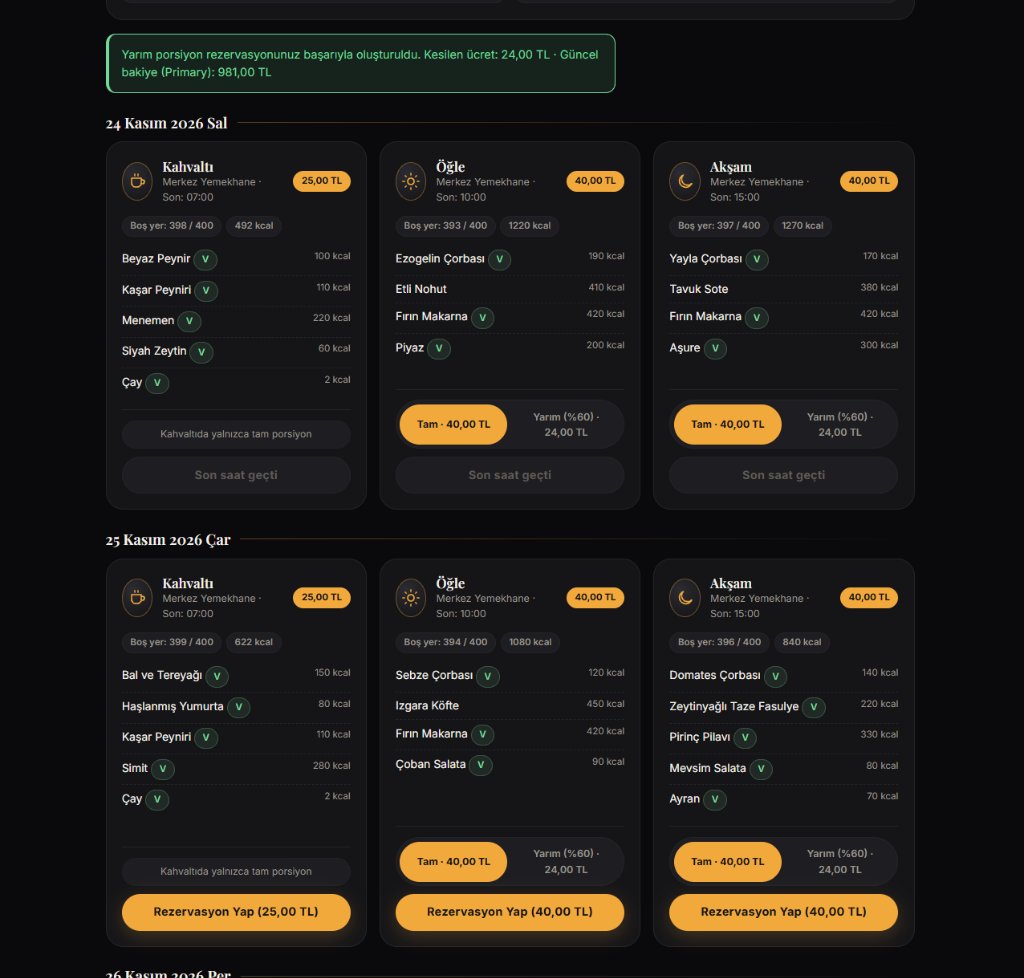 Yarım porsiyon rezervasyonunuz başarıyla oluşturuldu. Kesilen ücret: 24,00 TL · Güncel
bakiye (Primary): 981,00 TL
24 Kasım 2026 Sal
Kahvaltı
Merkez Yemekhane ·
Son: 07:00
25,00 TL
Boş yer: 398 / 400
492 kcal
Beyaz Peynir V 100 kcal
Kaşar Peyniri V 110 kcal
Menemen V 220 kcal
Siyah Zeytin V 60 kcal
Çay V 2 kcal
Kahvaltıda yalnızca tam porsiyon
Son saat geçti
Öğle
Merkez Yemekhane ·
Son: 10:00
40,00 TL
Boş yer: 393 / 400
1220 kcal
Ezogelin Çorbası V 190 kcal
Etli Nohut 410 kcal
Fırın Makarna V 420 kcal
Piyaz V 200 kcal
Tam · 40,00 TL
Yarım (%60) ·
24,00 TL
Son saat geçti
Akşam
Merkez Yemekhane ·
Son: 15:00
40,00 TL
Boş yer: 397 / 400
1270 kcal
Yayla Çorbası V 170 kcal
Tavuk Sote 380 kcal
Fırın Makarna V 420 kcal
Aşure V 300 kcal
Tam · 40,00 TL
Yarım (%60) ·
24,00 TL
Son saat geçti
25 Kasım 2026 Çar
Kahvaltı
Merkez Yemekhane ·
Son: 07:00
25,00 TL
Boş yer: 399 / 400
622 kcal
Bal ve Tereyağı V 150 kcal
Haşlanmış Yumurta V 80 kcal
Kaşar Peyniri V 110 kcal
Simit V 280 kcal
Çay V 2 kcal
Kahvaltıda yalnızca tam porsiyon
Rezervasyon Yap (25,00 TL)
Öğle
Merkez Yemekhane ·
Son: 10:00
40,00 TL
Boş yer: 394 / 400
1080 kcal
Sebze Çorbası V 120 kcal
Izgara Köfte 450 kcal
Fırın Makarna V 420 kcal
Çoban Salata V 90 kcal
Tam · 40,00 TL
Yarım (%60) ·
24,00 TL
Rezervasyon Yap (40,00 TL)
Akşam
Merkez Yemekhane ·
Son: 15:00
40,00 TL
Boş yer: 396 / 400
840 kcal
Domates Çorbası V 140 kcal
Zeytinyağlı Taze Fasulye V 220 kcal
Pirinç Pilavı V 330 kcal
Mevsim Salata V 80 kcal
Ayran V 70 kcal
Tam · 40,00 TL
Yarım (%60) ·
24,00 TL
Rezervasyon Yap (40,00 TL)
26 Kasım 2026 Per